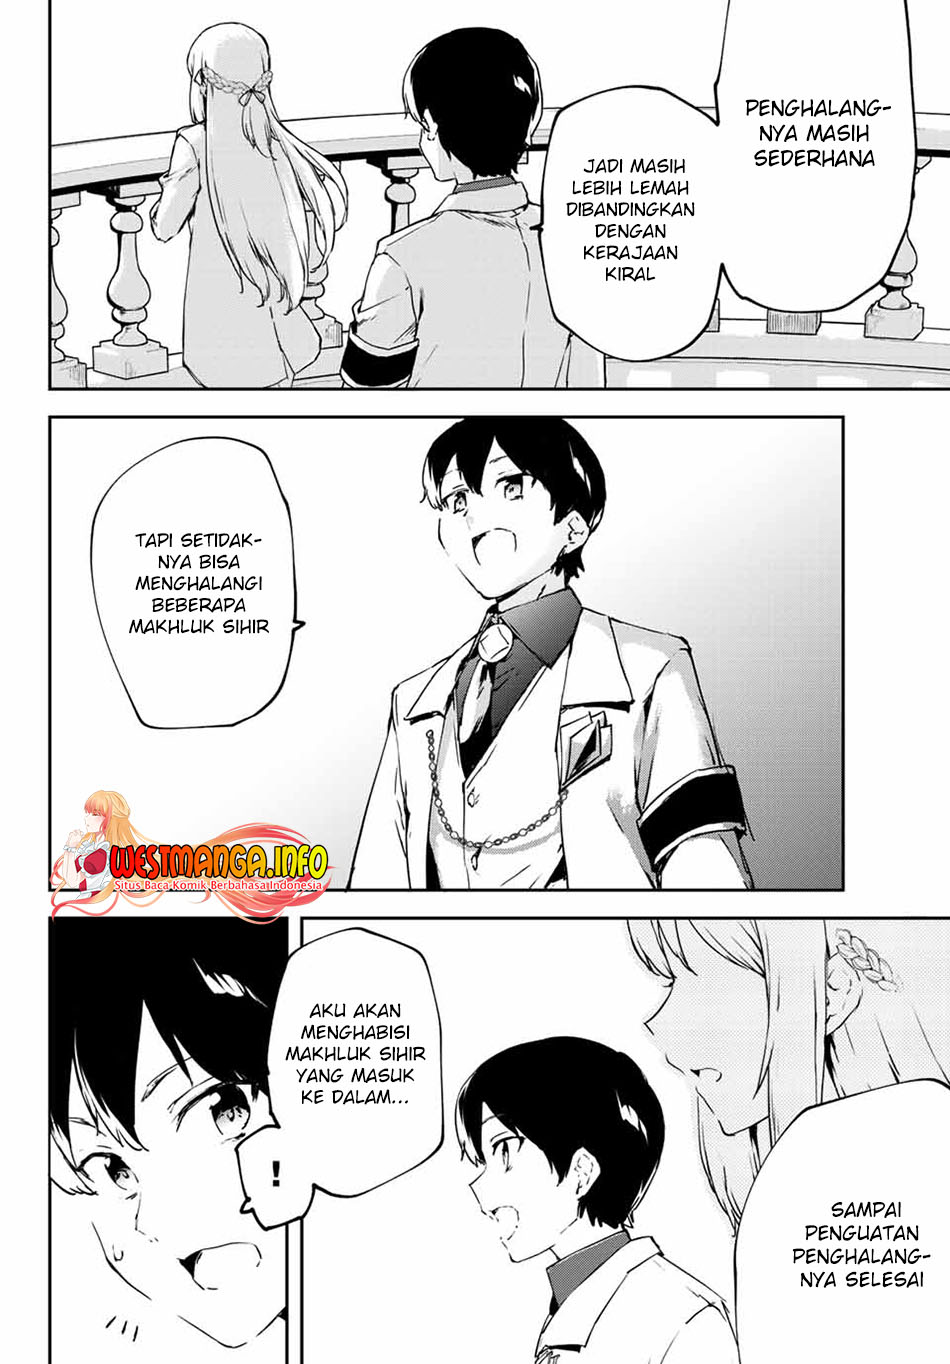 PENGHALANG-
NYA MASIH
SEDERHANA
JADI MASIH
LEBIH LEMAH
DIBANDINGKAN
DENGAN
KERAJAAN
KIRAL
TAPI SETIDAK-
NYA BISA
MENGHALANGI
BEBERAPA
MAKHLUK SIHIR
WESTMANGA.INFO
Situs Baca Komik Berbahasa Indonesia
SAMPAI
PENGUATAN
PENGHALANG-
NYA SELESAI
AKU AKAN
MENGHABISI
MAKHLUK SIHIR
YANG MASUK
KE DALAM...
!